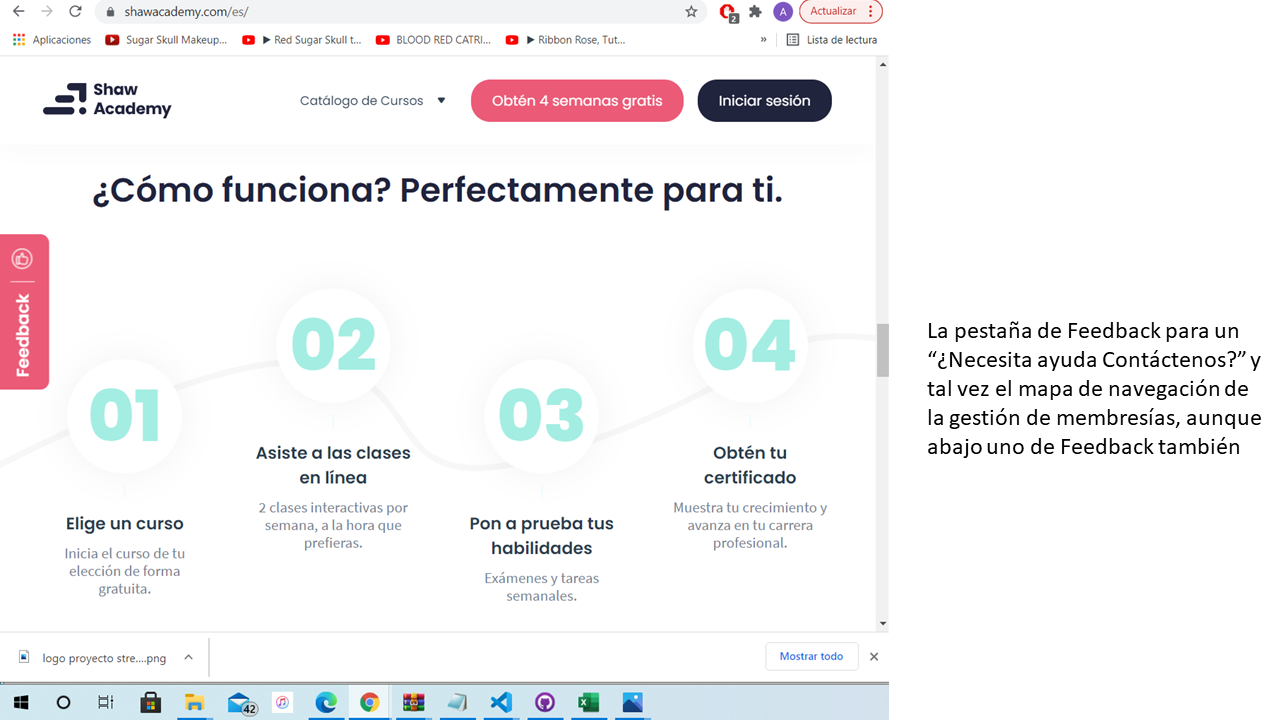 shawacademy.com/es/
2
A
Actualizar
Aplicaciones
Sugar Skull Makeup...
▶ Red Sugar Skull t...
BLOOD RED CATRI...
▶ Ribbon Rose, Tut...
»
Lista de lectura
Shaw
Academy
Catálogo de Cursos
Obtén 4 semanas gratis
Iniciar sesión
¿Cómo funciona? Perfectamente para ti.
Feedback
01
Elige un curso
Inicia el curso de tu
elección de forma
gratuita.
02
Asiste a las clases
en línea
2 clases interactivas por
semana, a la hora que
prefieras.
03
Pon a prueba tus
habilidades
Exámenes y tareas
semanales.
04
Obtén tu
certificado
Muestra tu crecimiento y
avanza en tu carrera
profesional.
La pestaña de Feedback para un
“¿Necesita ayuda Contáctenos?” y
tal vez el mapa de navegación de
la gestión de membresías, aunque
abajo uno de Feedback también
logo proyecto stre....png
Mostrar todo
42